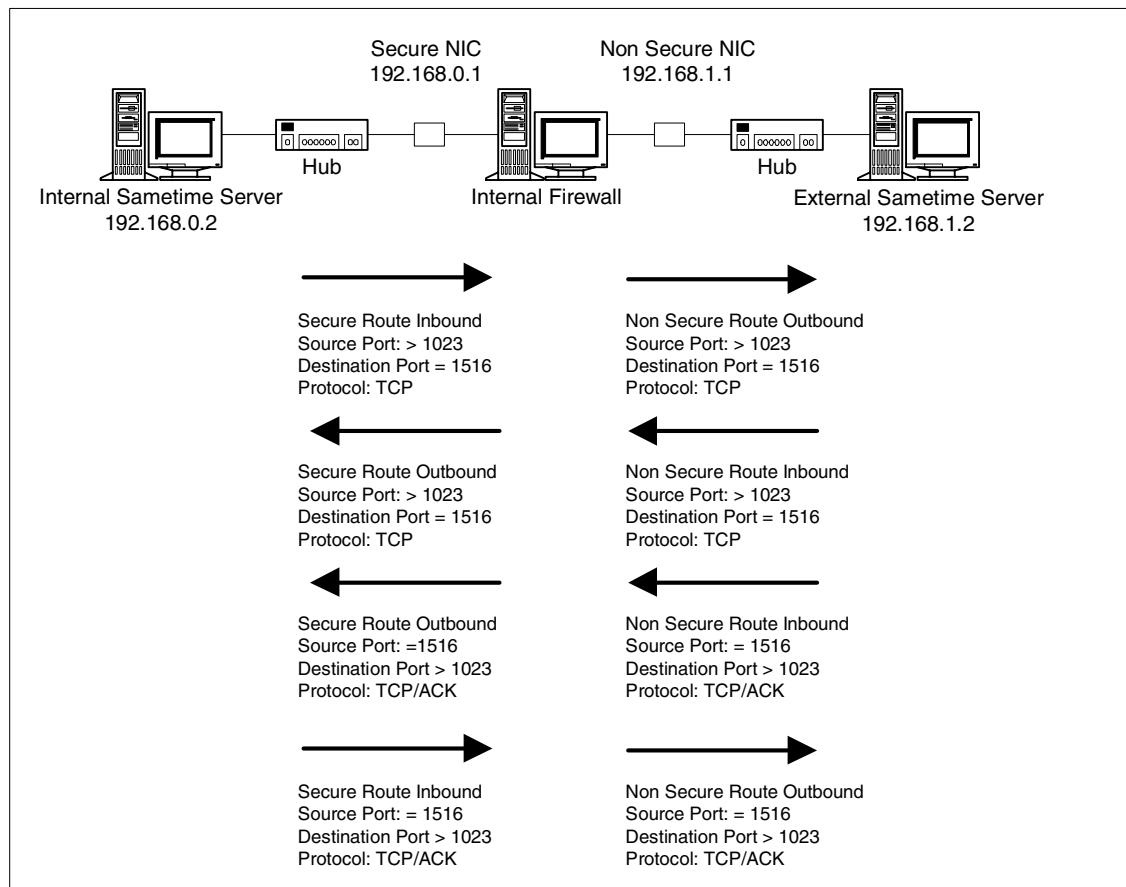 Secure NIC
192.168.0.1
Non Secure NIC
192.168.1.1
Internal Sametime Server
192.168.0.2
Hub
Internal Firewall
Hub
External Sametime Server
192.168.1.2
Secure Route Inbound
Source Port: > 1023
Destination Port = 1516
Protocol: TCP
Non Secure Route Outbound
Source Port: > 1023
Destination Port = 1516
Protocol: TCP
Secure Route Outbound
Source Port: > 1023
Destination Port = 1516
Protocol: TCP
Non Secure Route Inbound
Source Port: > 1023
Destination Port = 1516
Protocol: TCP
Secure Route Outbound
Source Port: =1516
Destination Port > 1023
Protocol: TCP/ACK
Non Secure Route Inbound
Source Port: = 1516
Destination Port > 1023
Protocol: TCP/ACK
Secure Route Inbound
Source Port: = 1516
Destination Port > 1023
Protocol: TCP/ACK
Non Secure Route Outbound
Source Port: = 1516
Destination Port > 1023
Protocol: TCP/ACK